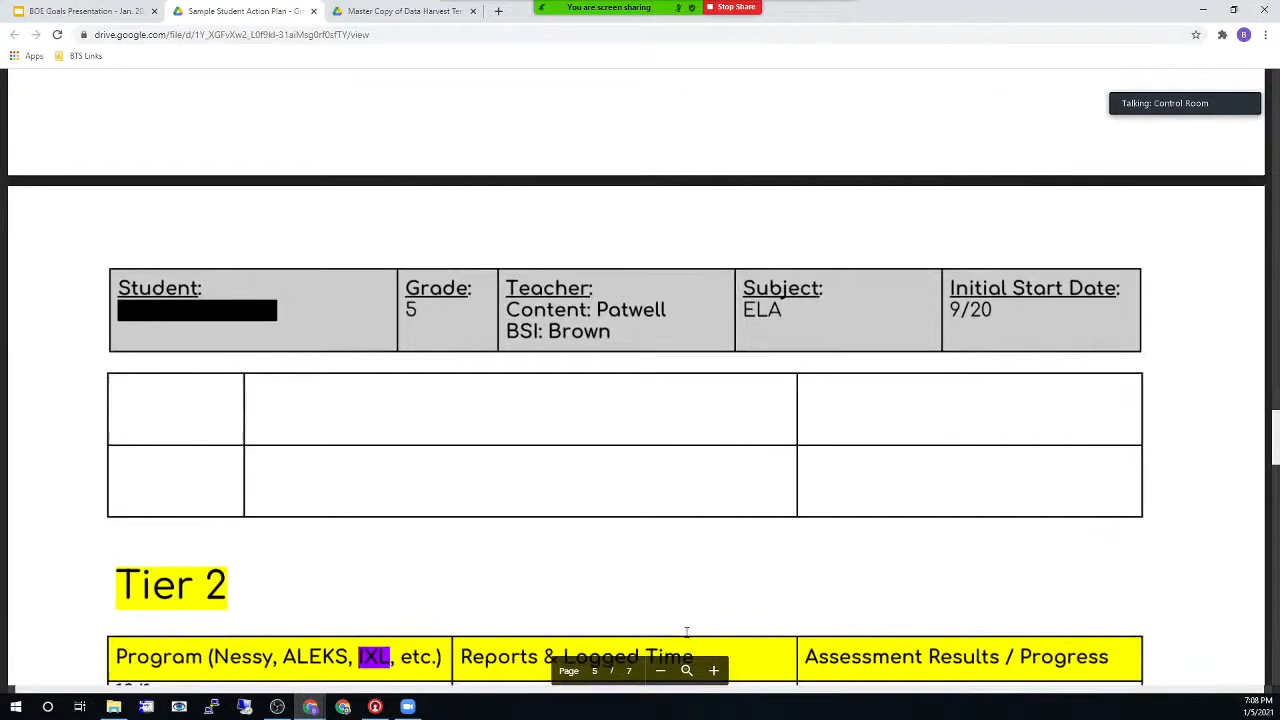 BOE Goals Presentation - Jan. 20
Sample Student Action Plan - Gr
Master Copy of Data Harvest Te
You are screen sharing
Stop Share
drive.google.com/file/d/1Y_XGFvXw2_L0f9kl-31aiMsg0rf0sfTY/view
B
Apps
BTS Links
Talking: Control Room
Student:
Grade:
5
Teacher:
Content: Patwell
BSI: Brown
Subject:
ELA
Initial Start Date:
9/20
Tier 2
Program (Nessy, ALEKS, IXL, etc.)
Reports & Logged Time
Assessment Results / Progress
Page 5 / 7
7:08 PM
1/5/2021